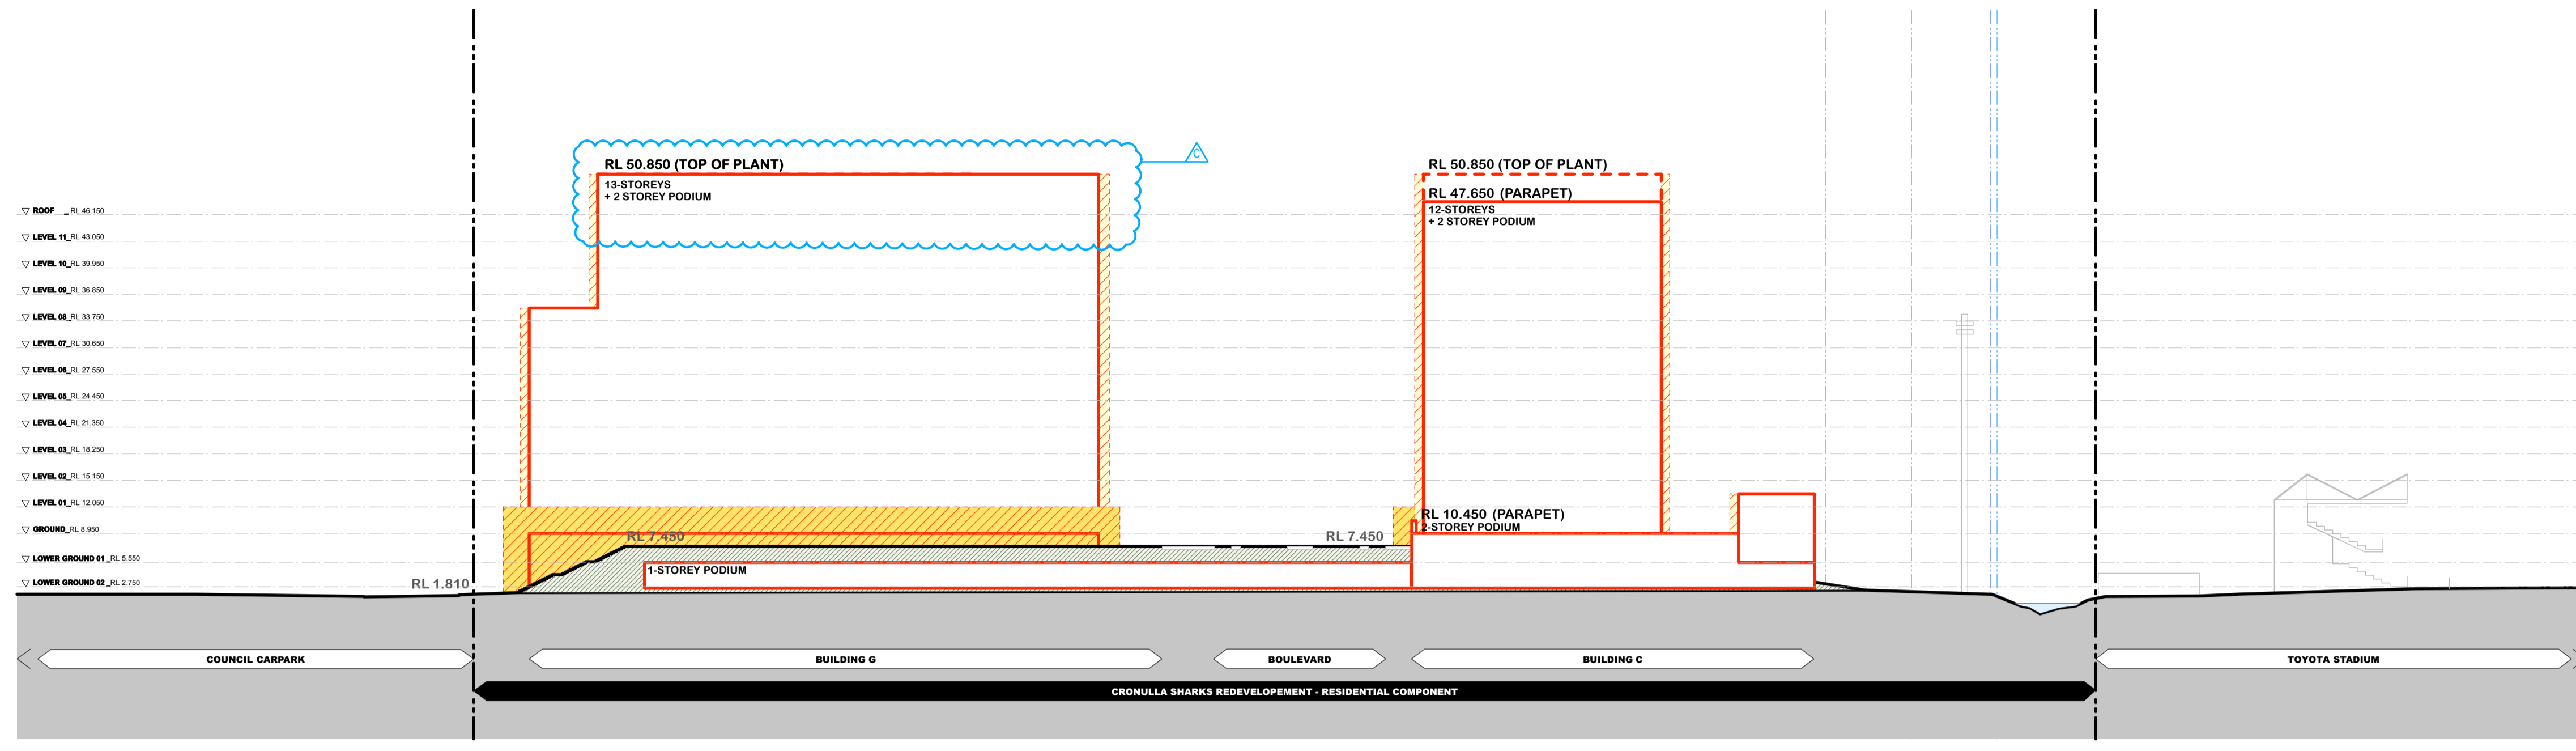 C
RL 50.850 (TOP OF PLANT)
13-STOREYS
+ 2 STOREY PODIUM
RL 50.850 (TOP OF PLANT)
RL 47.650 (PARAPET)
12-STOREYS
+ 2 STOREY PODIUM
ROOF _ RL 46.150
LEVEL 11_RL 43.050
LEVEL 10_RL 39.950
LEVEL 09_RL 36.850
LEVEL 08_RL 33.750
LEVEL 07_RL 30.650
LEVEL 06_RL 27.550
LEVEL 05_RL 24.450
LEVEL 04_RL 21.350
LEVEL 03_RL 18.250
LEVEL 02_RL 15.150
LEVEL 01_RL 12.050
GROUND_RL 8.950
LOWER GROUND 01_RL 5.550
LOWER GROUND 02_RL 2.750
RL 10.450 (PARAPET)
2-STOREY PODIUM
RL 7.450
RL 7.450
1-STOREY PODIUM
RL 1.810
COUNCIL CARPARK
BUILDING G
BOULEVARD
BUILDING C
TOYOTA STADIUM
CRONULLA SHARKS REDEVELOPEMENT - RESIDENTIAL COMPONENT